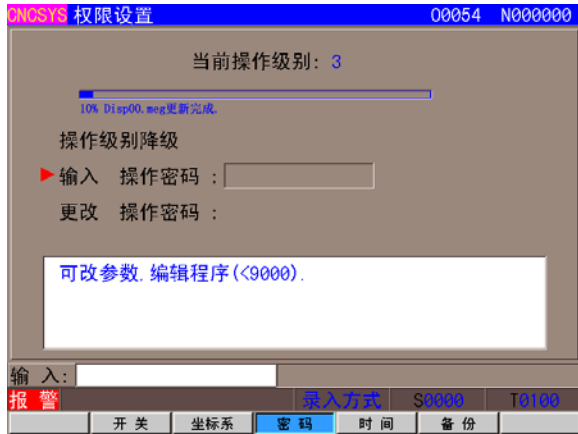 CNCSYS 权限设置 O0054 N000000
当前操作级别: 3
10% Disp00.meg更新完成.
操作级别降级
输入 操作密码 :
更改 操作密码 :
可改参数.编辑程序(<9000).
输 入:
报 警 录入方式 S0000 T0100
开 关 坐标系 密 码 时 间 备 份